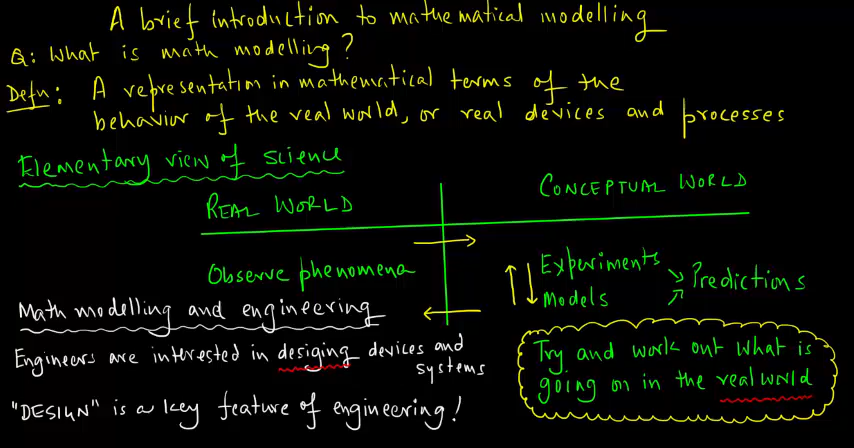 A brief introduction to mathematical modelling
Q: What is math modelling?
Defn: A representation in mathematical terms of the
behavior of the real world, or real devices and processes
Elementary view of science
REAL WORLD
CONCEPTUAL WORLD
Observe phenomena
Experiments
Models
Predictions
Math modelling and engineering
Engineers are interested in desiging devices and
systems
"DESIGN" is a key feature of engineering!
Try and work out what is
going on in the real world